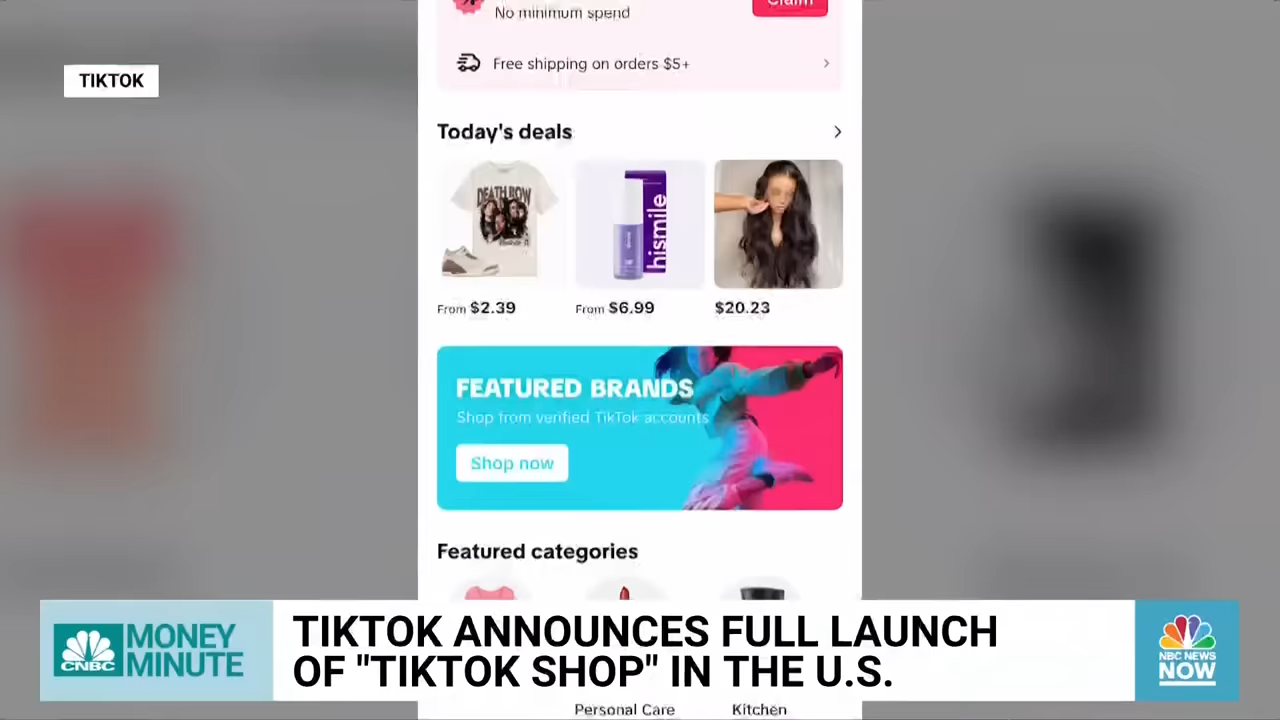 No minimum spend
Claim
Free shipping on orders $5+
TIKTOK
Today's deals
DEATH ROW
hismile
From $2.39
From $6.99
$20.23
FEATURED BRANDS
Shop from verified TikTok accounts
Shop now
Featured categories
CNBC
MONEY
MINUTE
TIKTOK ANNOUNCES FULL LAUNCH
OF "TIKTOK SHOP" IN THE U.S.
NBC NEWS
NOW
Personal Care
Kitchen